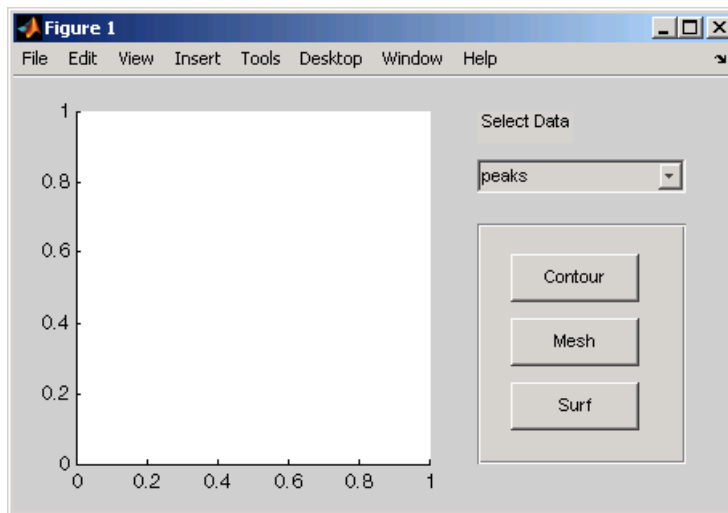 Figure 1
File Edit View Insert Tools Desktop Window Help
Select Data
peaks
Contour
Mesh
Surf
1
0.8
0.6
0.4
0.2
0
0 0.2 0.4 0.6 0.8 1